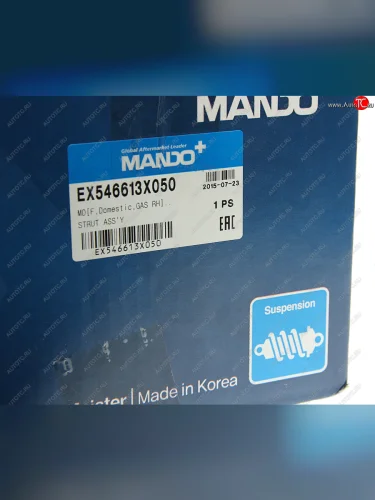 MANDO
Global Aftermarket Leader
MANDO+
EX546613X050
2015-07-23
MD[F.Domestic.GAS RH]..
STRUT ASS'Y
1 PS
EAC
EX546613X050
Suspension
Made in Korea